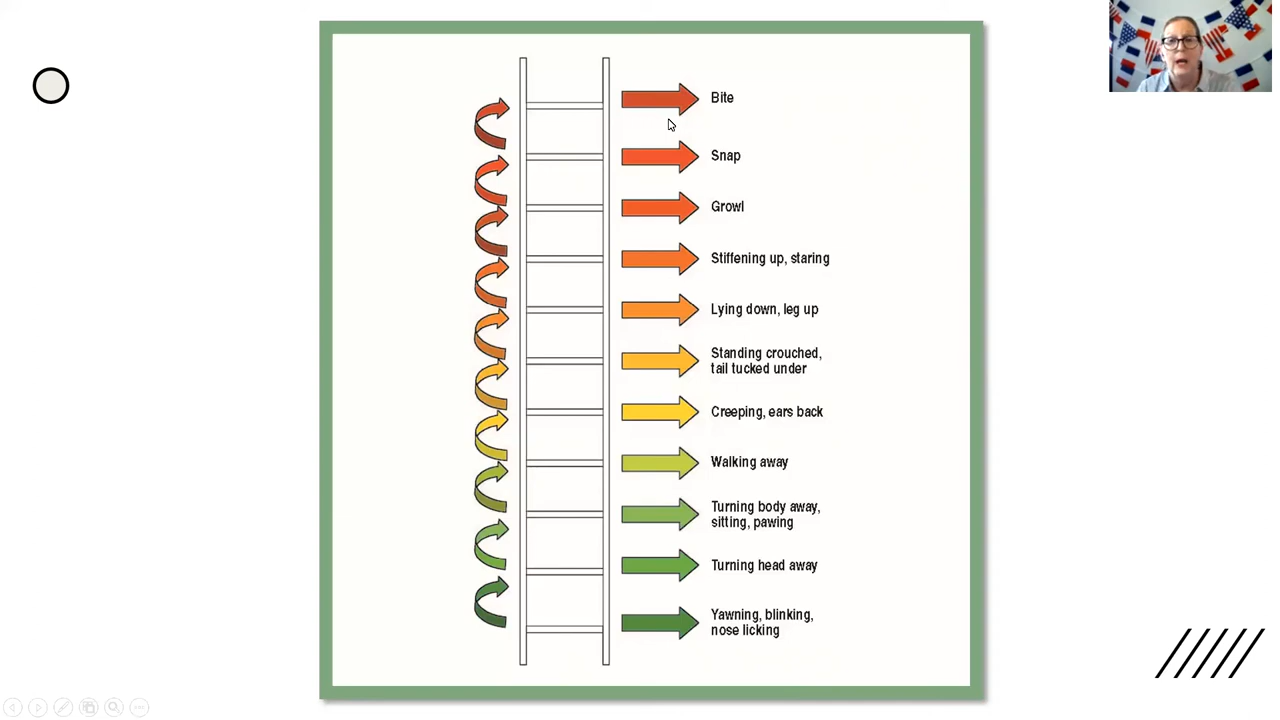 Bite
Snap
Growl
Stiffening up, staring
Lying down, leg up
Standing crouched,
tail tucked under
Creeping, ears back
Walking away
Turning body away,
sitting, pawing
Turning head away
Yawning, blinking,
nose licking